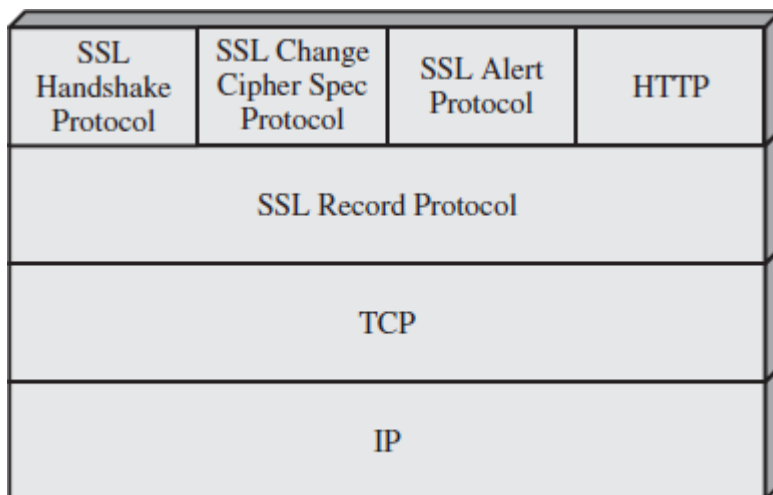 SSL
Handshake
Protocol
SSL Change
Cipher Spec
Protocol
SSL Alert
Protocol
HTTP
SSL Record Protocol
TCP
IP